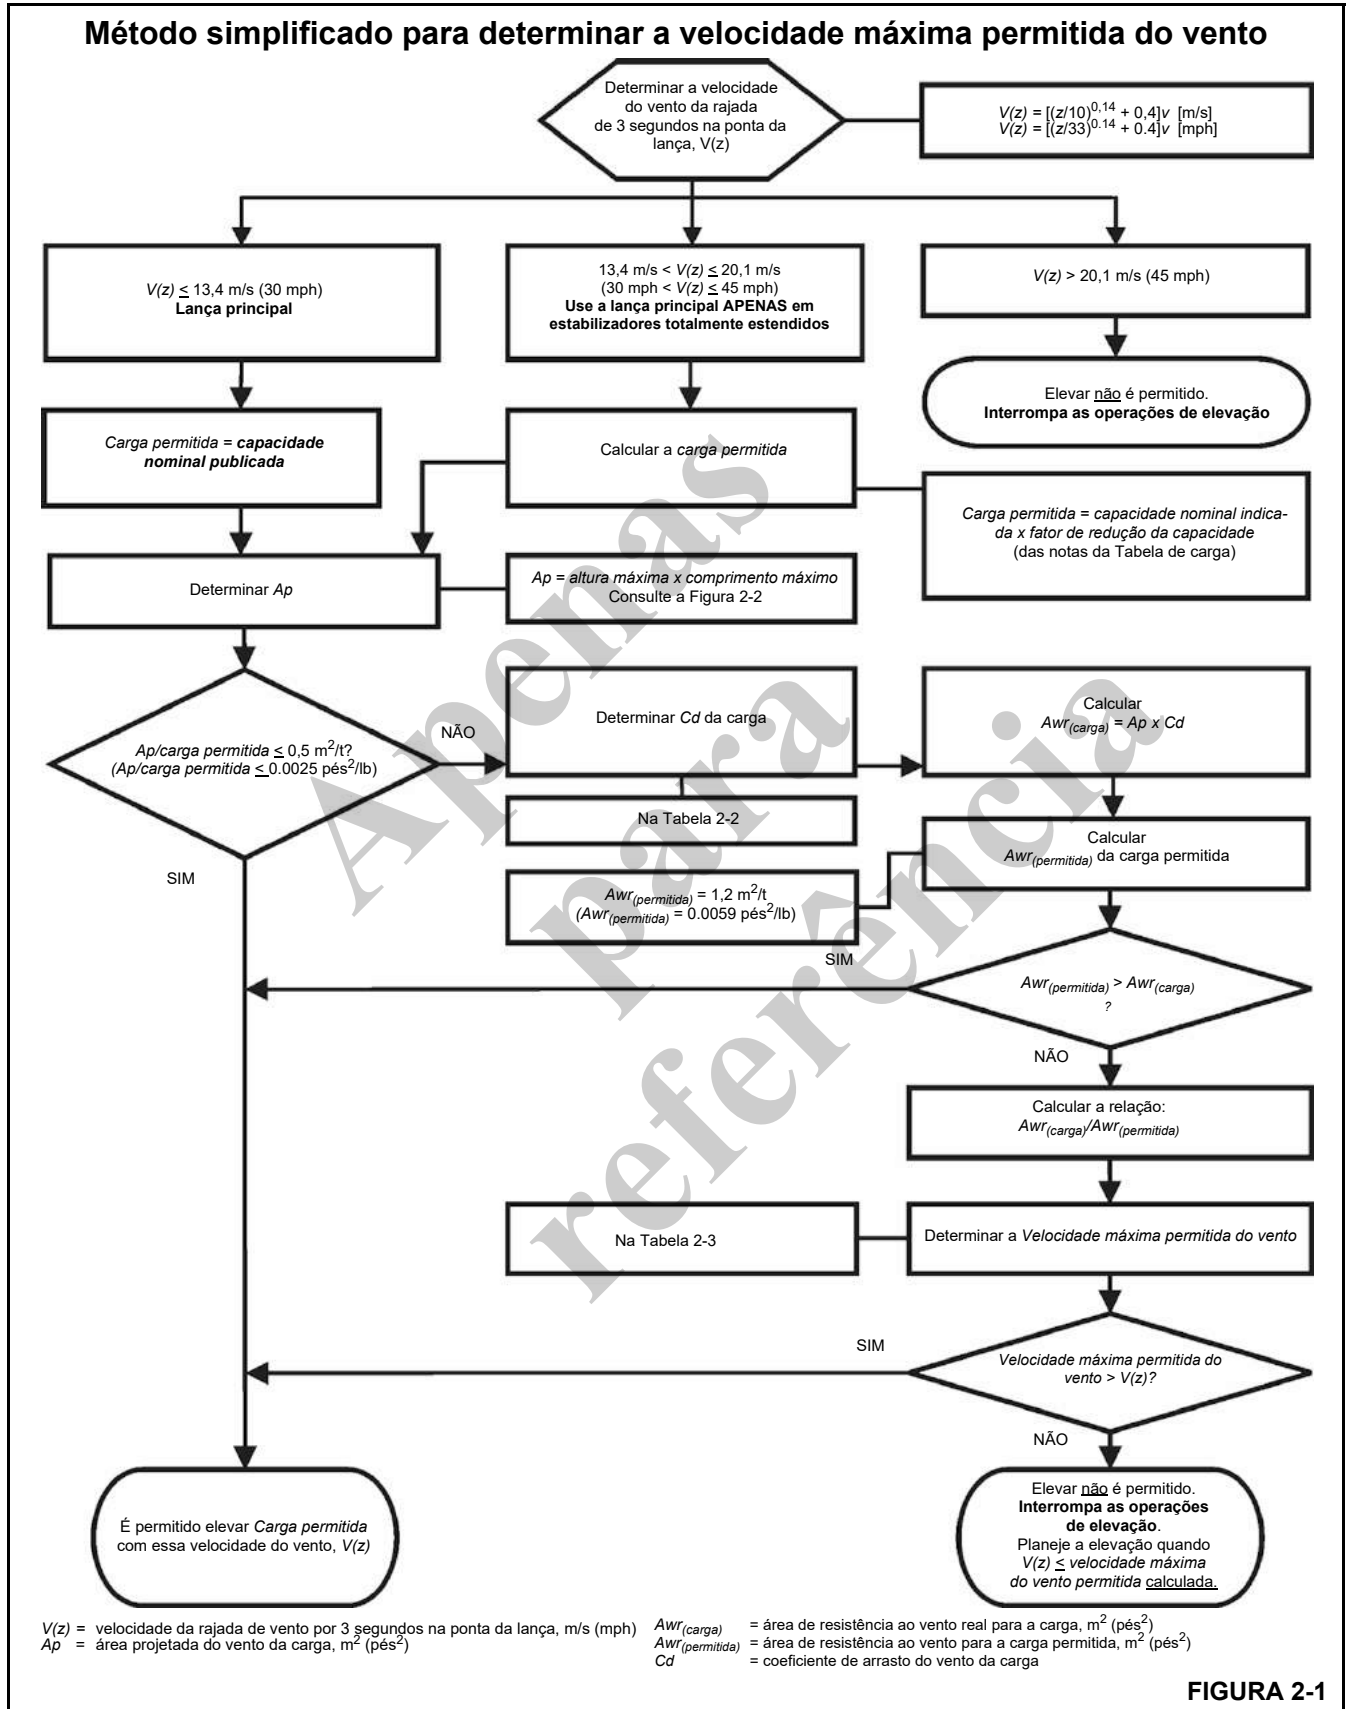 Método simplificado para determinar a velocidade máxima permitida do vento
Determinar a velocidade
do vento da rajada
de 3 segundos na ponta da
lança, V(z)
V(z) = [(z/10)^0,14 + 0,4]v [m/s]
V(z) = [(z/33)^0.14 + 0.4]v [mph]
V(z) ≤ 13,4 m/s (30 mph)
Lança principal
13,4 m/s < V(z) ≤ 20,1 m/s
(30 mph < V(z) ≤ 45 mph)
Use a lança principal APENAS em
estabilizadores totalmente estendidos
V(z) > 20,1 m/s (45 mph)
Elevar não é permitido.
Interrompa as operações de elevação
Carga permitida = capacidade
nominal publicada
Calcular a carga permitida
Carga permitida = capacidade nominal indica-
da x fator de redução da capacidade
(das notas da Tabela de carga)
Determinar Ap
Ap = altura máxima x comprimento máximo
Consulte a Figura 2-2
Ap/carga permitida ≤ 0,5 m²/t?
(Ap/carga permitida ≤ 0.0025 pés²/lb)
NÃO
Determinar Cd da carga
Calcular
Awr(carga) = Ap x Cd
Na Tabela 2-2
Calcular
Awr(permitida) da carga permitida
SIM
Awr(permitida) = 1,2 m²/t
(Awr(permitida) = 0.0059 pés²/lb)
SIM
Awr(permitida) > Awr(carga)
?
NÃO
Calcular a relação:
Awr(carga)/Awr(permitida)
Na Tabela 2-3
Determinar a Velocidade máxima permitida do vento
SIM
Velocidade máxima permitida do
vento > V(z)?
NÃO
É permitido elevar Carga permitida
com essa velocidade do vento, V(z)
Elevar não é permitido.
Interrompa as operações
de elevação.
Planeje a elevação quando
V(z) ≤ velocidade máxima
do vento permitida calculada.
V(z) = velocidade da rajada de vento por 3 segundos na ponta da lança, m/s (mph)
Ap = área projetada do vento da carga, m² (pés²)
Awr(carga) = área de resistência ao vento real para a carga, m² (pés²)
Awr(permitida) = área de resistência ao vento para a carga permitida, m² (pés²)
Cd = coeficiente de arrasto do vento da carga
FIGURA 2-1
Apenas
para
referência